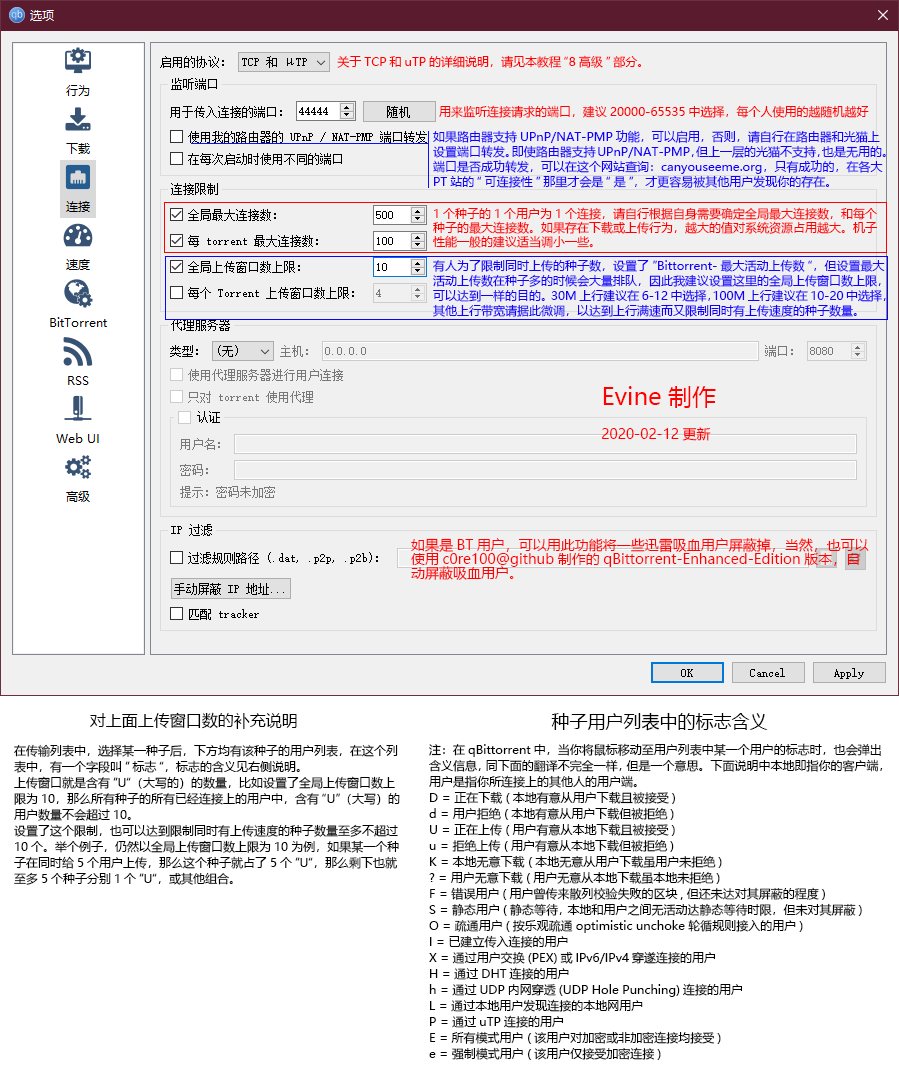 选项
行为
下载
连接
速度
BitTorrent
RSS
Web UI
高级
启用的协议： TCP 和 μTP 关于 TCP 和 uTP 的详细说明，请见本教程 “8 高级 ” 部分。
监听端口
用于传入连接的端口： 44444 随机 用来监听连接请求的端口，建议 20000-65535 中选择，每个人使用的越随机越好
使用我的路由器的 UPnP / NAT-PMP 端口转发
在每次启动时使用不同的端口
如果路由器支持 UPnP/NAT-PMP 功能，可以启用，否则，请自行在路由器和光猫上
设置端口转发。即使路由器支持 UPnP/NAT-PMP，但上一层的光猫不支持，也是无用的。
端口是否成功转发，可以在这个网站查询：canyouseeme.org，只有成功的，在各大
PT 站的 “ 可连接性 ” 那里才会是 “ 是 ”，才更容易被其他用户发现你的存在。
连接限制
全局最大连接数： 500
每 torrent 最大连接数： 100
1 个种子的 1 个用户为 1 个连接，请自行根据自身需要确定全局最大连接数，和每个
种子的最大连接数。如果存在下载或上传行为，越大的值对系统资源占用越大。机子
性能一般的建议适当调小一些。
全局上传窗口数上限： 10
每个 Torrent 上传窗口数上限： 4
有人为了限制同时上传的种子数，设置了 “Bittorrent- 最大活动上传数 ”，但设置最大
活动上传数在种子多的时候会大量排队，因此我建议设置这里的全局上传窗口数上限，
可以达到一样的目的。30M 上行建议在 6-12 中选择，100M 上行建议在 10-20 中选择，
其他上行带宽请据此微调，以达到上行满速而又限制同时有上传速度的种子数量。
代理服务器
类型： (无) 主机： 0.0.0.0 端口： 8080
使用代理服务器进行用户连接
只对 torrent 使用代理
认证
用户名：
密码：
提示：密码未加密
Evine 制作
2020-02-12 更新
IP 过滤
过滤规则路径 (.dat, .p2p, .p2b)：
如果是 BT 用户，可以用此功能将一些迅雷吸血用户屏蔽掉，当然，也可以
使用 c0re100@github 制作的 qBittorrent-Enhanced-Edition 版本，自
动屏蔽吸血用户。
手动屏蔽 IP 地址...
匹配 tracker
OK Cancel Apply
对上面上传窗口数的补充说明
在传输列表中，选择某一种子后，下方均有该种子的用户列表，在这个列
表中，有一个字段叫 “ 标志 “，标志的含义见右侧说明。
上传窗口就是含有 “U”（大写的）的数量，比如设置了全局上传窗口数上
限为 10，那么所有种子的所有已经连接上的用户中，含有 “U”（大写）的
用户数量不会超过 10。
设置了这个限制，也可以达到限制同时有上传速度的种子数量至多不超过
10 个。举个例子，仍然以全局上传窗口数上限为 10 为例，如果某一个种
子在同时给 5 个用户上传，那么这个种子就占了 5 个 “U”，那么剩下也就
至多 5 个种子分别 1 个 “U”，或其他组合。
种子用户列表中的标志含义
注：在 qBittorrent 中，当你将鼠标移动至用户列表中某一个用户的标志时，也会弹出
含义信息，同下面的翻译不完全一样，但是一个意思。下面说明中本地即指你的客户端，
用户是指你所连接上的其他人的用户端。
D = 正在下载 ( 本地有意从用户下载且被接受 )
d = 用户拒绝 ( 本地有意从用户下载但被拒绝 )
U = 正在上传 ( 用户有意从本地下载且被接受 )
u = 拒绝上传 ( 用户有意从本地下载但被拒绝 )
K = 本地无意下载 ( 本地无意从用户下载虽用户未拒绝 )
? = 用户无意下载 ( 用户无意从本地下载虽本地未拒绝 )
F = 错误用户 ( 用户曾传来散列校验失败的区块 , 但还未达对其屏蔽的程度 )
S = 静态用户 ( 静态等待，本地和用户之间无活动达静态等待时限，但未对其屏蔽 )
O = 疏通用户 ( 按乐观疏通 optimistic unchoke 轮循规则接入的用户 )
I = 已建立传入连接的用户
X = 通过用户交换 (PEX) 或 IPv6/IPv4 穿遂连接的用户
H = 通过 DHT 连接的用户
h = 通过 UDP 内网穿透 (UDP Hole Punching) 连接的用户
L = 通过本地用户发现连接的本地网用户
P = 通过 uTP 连接的用户
E = 所有模式用户 ( 该用户对加密或非加密连接均接受 )
e = 强制模式用户 ( 该用户仅接受加密连接 )